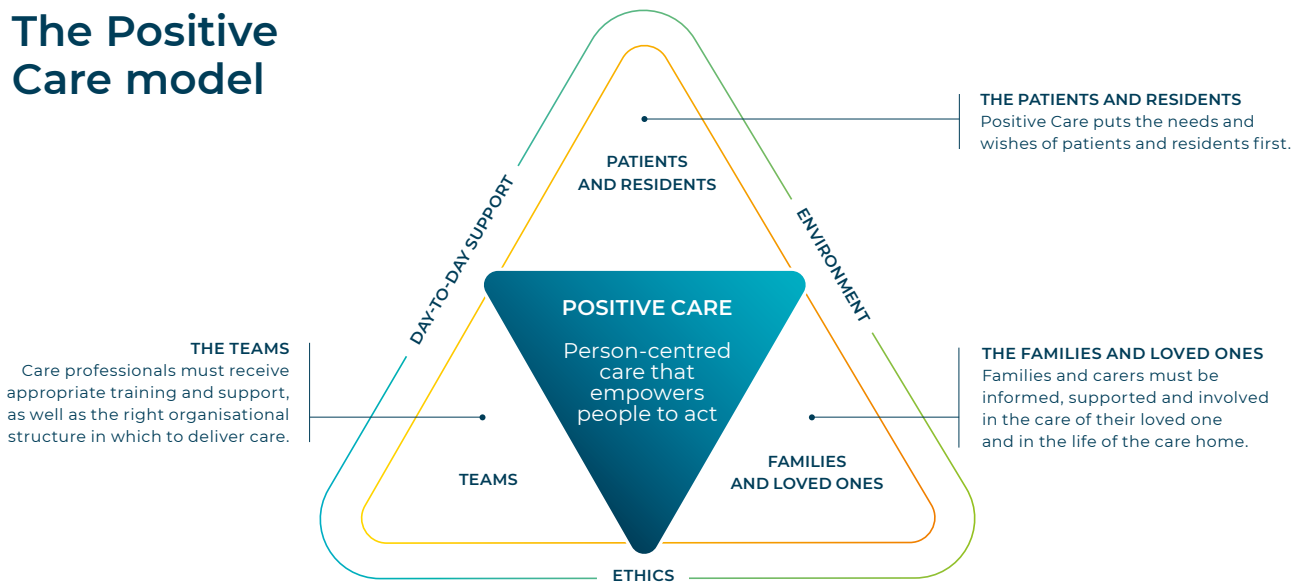 The Positive
Care model
THE PATIENTS AND RESIDENTS
Positive Care puts the needs and
wishes of patients and residents first.
PATIENTS
AND RESIDENTS
DAY-TO-DAY SUPPORT
ENVIRONMENT
POSITIVE CARE
Person-centred
care that
empowers
people to act
THE TEAMS
Care professionals must receive
appropriate training and support,
as well as the right organisational
structure in which to deliver care.
THE FAMILIES AND LOVED ONES
Families and carers must be
informed, supported and involved
in the care of their loved one
and in the life of the care home.
TEAMS
FAMILIES
AND LOVED ONES
ETHICS